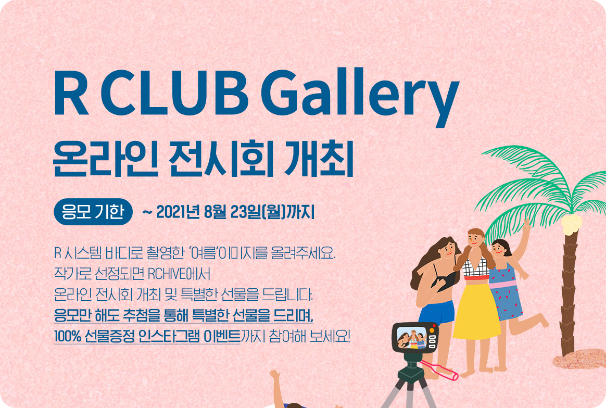 R CLUB Gallery
온라인 전시회 개최
응모 기한 ~ 2021년 8월 23일(월)까지
R 시스템 바디로 촬영한 '여름'이미지를 올려주세요.
작가로 선정되면 RCHIVE에서
온라인 전시회 개최 및 특별한 선물을 드립니다.
응모만 해도 추첨을 통해 특별한 선물을 드리며,
100% 선물증정 인스타그램 이벤트까지 참여해 보세요!